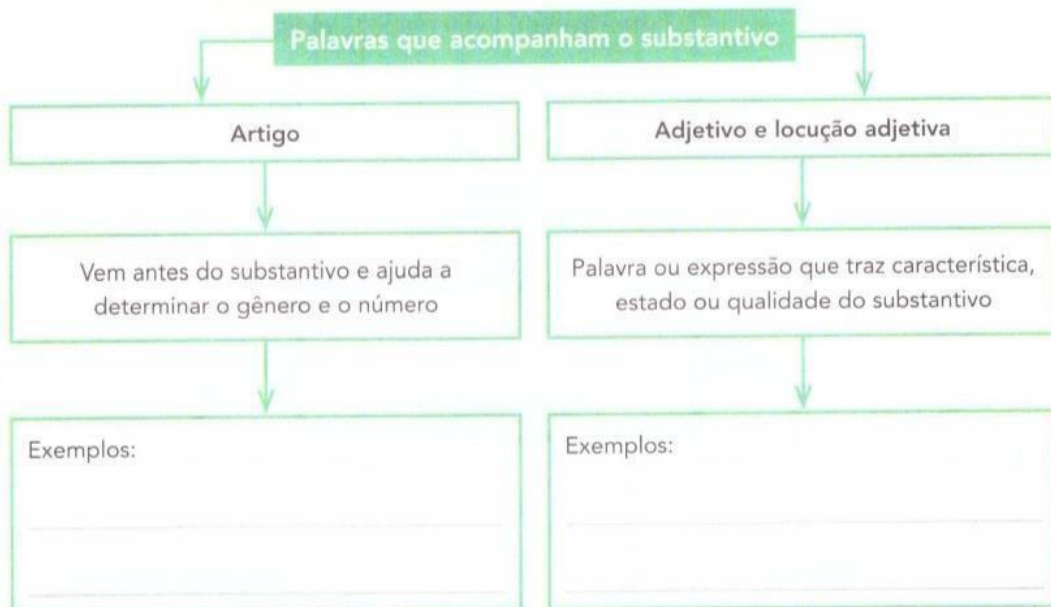 Palavras que acompanham o substantivo
Artigo
Adjetivo e locução adjetiva
Vem antes do substantivo e ajuda a
determinar o gênero e o número
Palavra ou expressão que traz característica,
estado ou qualidade do substantivo
Exemplos:
Exemplos: